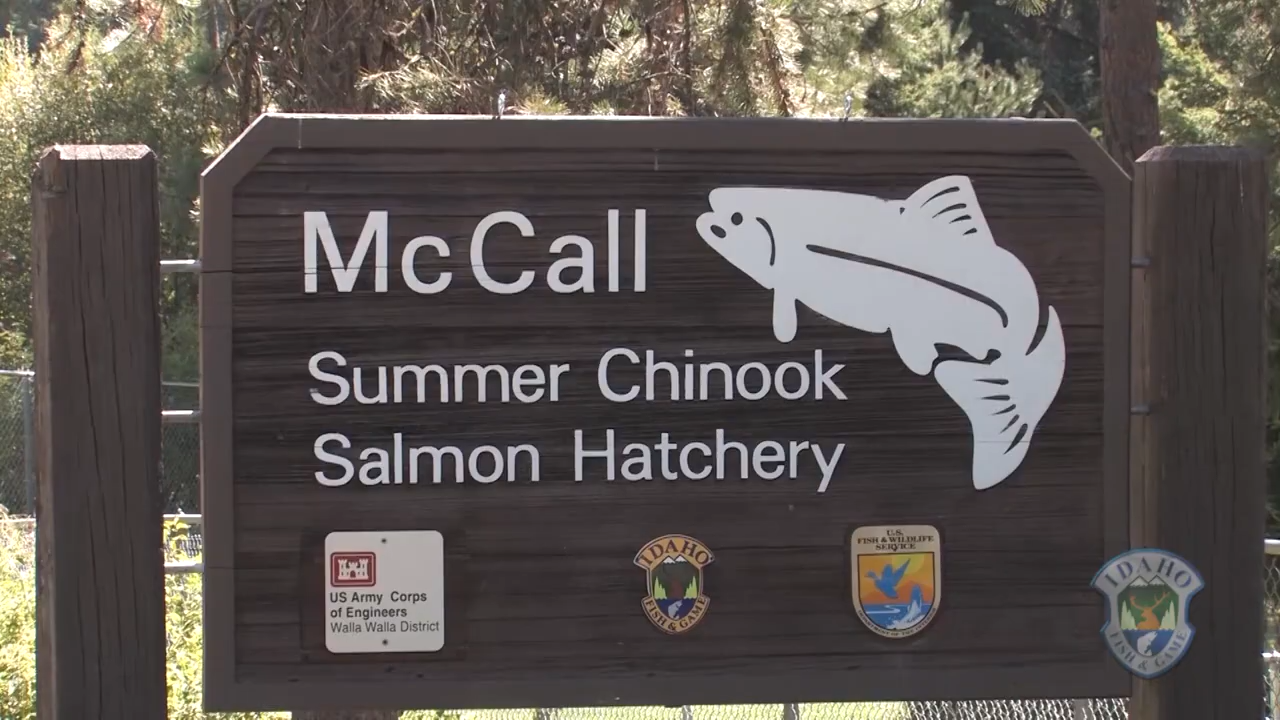 McCall
Summer Chinook
Salmon Hatchery
US Army Corps
of Engineers
Walla Walla District
IDAHO
FISH & GAME
U.S.
FISH & WILDLIFE
SERVICE
IDAHO
FISH & GAME